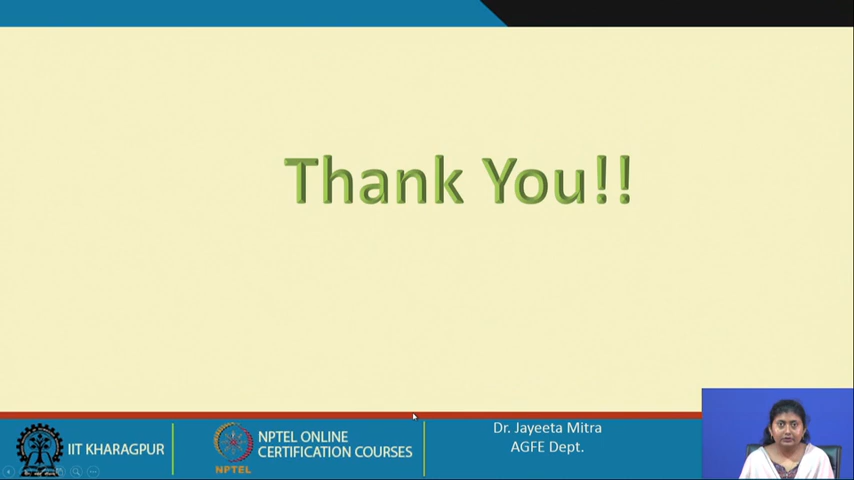 Thank You!!
IIT KHARAGPUR
NPTEL
NPTEL ONLINE
CERTIFICATION COURSES
Dr. Jayeeta Mitra
AGFE Dept.